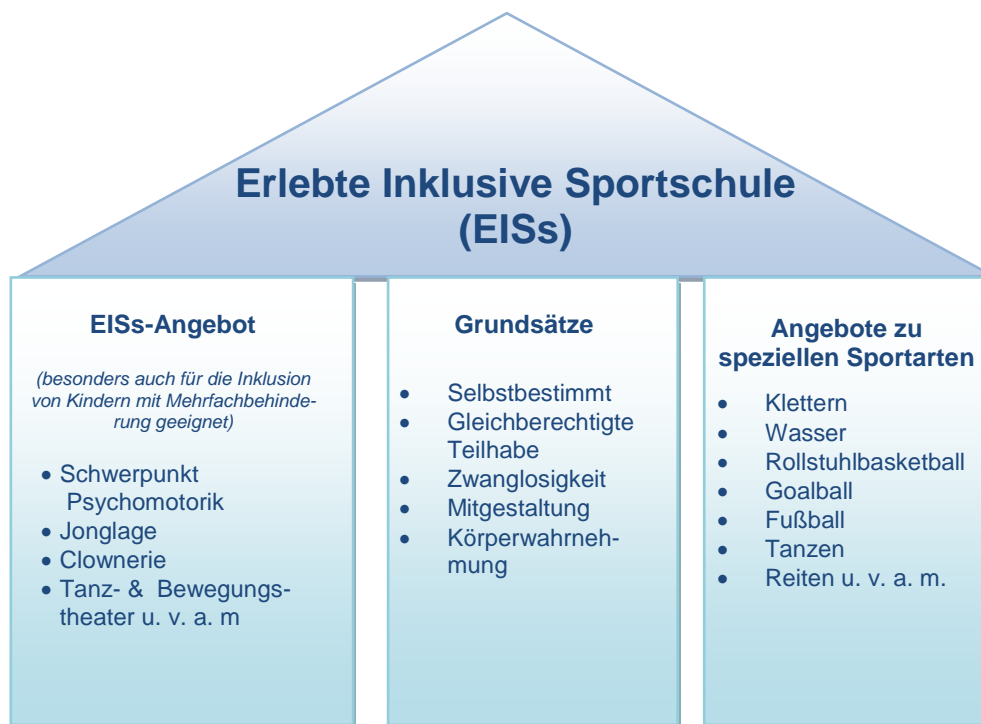 Erlebte Inklusive Sportschule
(EISs)
EISs-Angebot
(besonders auch für die Inklusion
von Kindern mit Mehrfachbehinde-
rung geeignet)
• Schwerpunkt
Psychomotorik
• Jonglage
• Clownerie
• Tanz- & Bewegungs-
theater u. v. a. m
Grundsätze
• Selbstbestimmt
• Gleichberechtigte
Teilhabe
• Zwanglosigkeit
• Mitgestaltung
• Körperwahrneh-
mung
Angebote zu
speziellen Sportarten
• Klettern
• Wasser
• Rollstuhlbasketball
• Goalball
• Fußball
• Tanzen
• Reiten u. v. a. m.